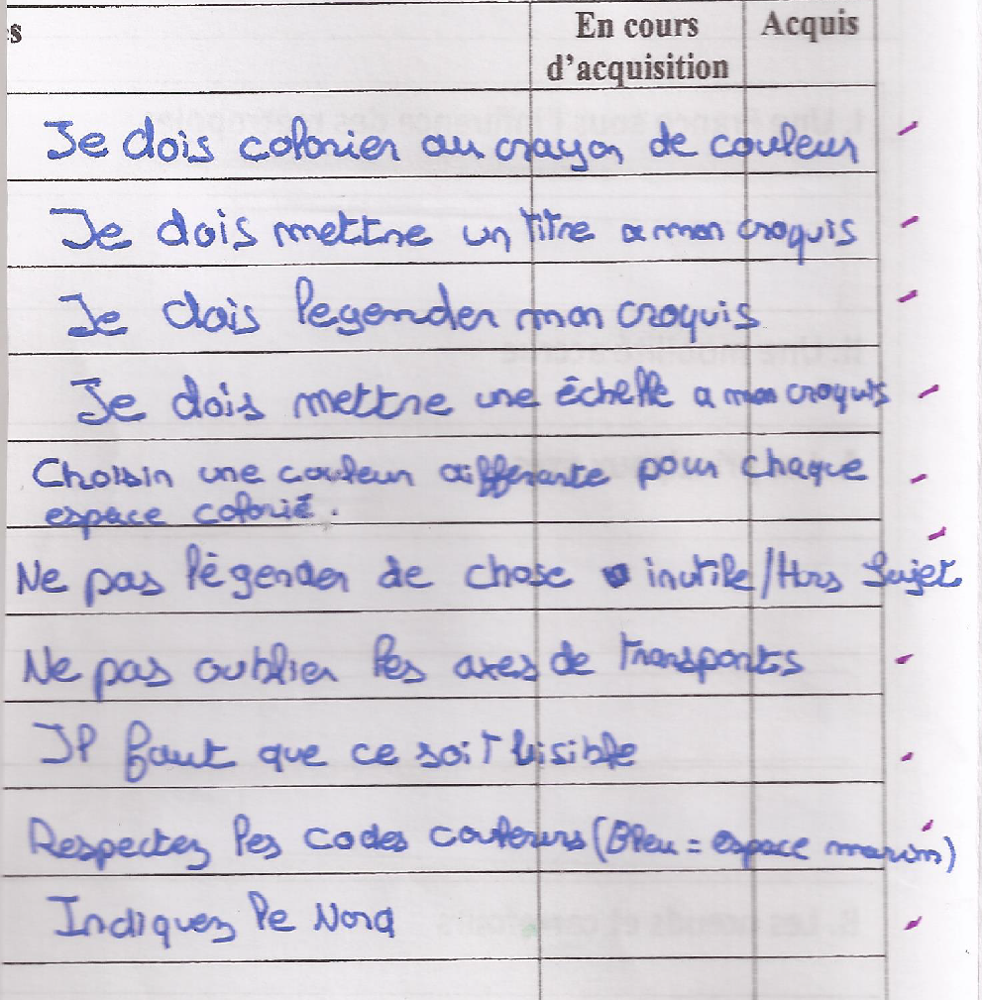 s
En cours
d'acquisition
Acquis
Je dois colorier au crayon de couleur
Je dois mettre un titre a mon croquis
Je dois legender mon croquis
Je dois mettre une échelle a mon croquis
Choisir une couleur differante pour chaque
espace colorié.
Ne pas légender de chose inutile/Hors Sujet
Ne pas oublier les axes de transports
Il faut que ce soit lisible
Respectez les codes couleurs (Bleu = espace marin)
Indiquez le Nord